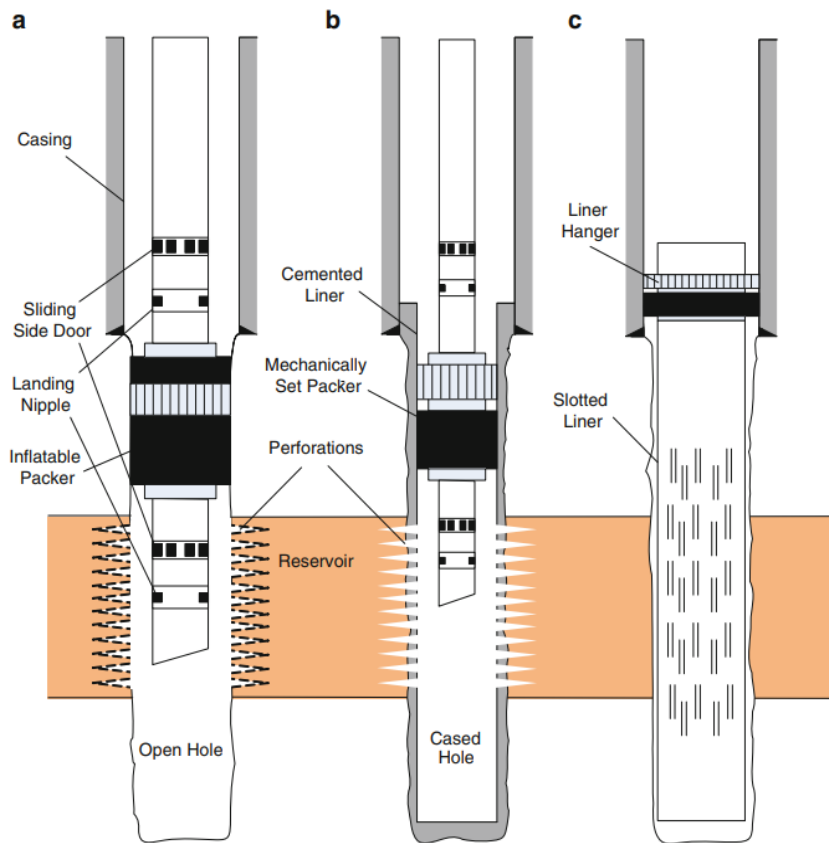 a
b
c
Casing
Sliding
Side Door
Landing
Nipple
Inflatable
Packer
Open Hole
Cemented
Liner
Mechanically
Set Packer
Perforations
Reservoir
Cased
Hole
Liner
Hanger
Slotted
Liner